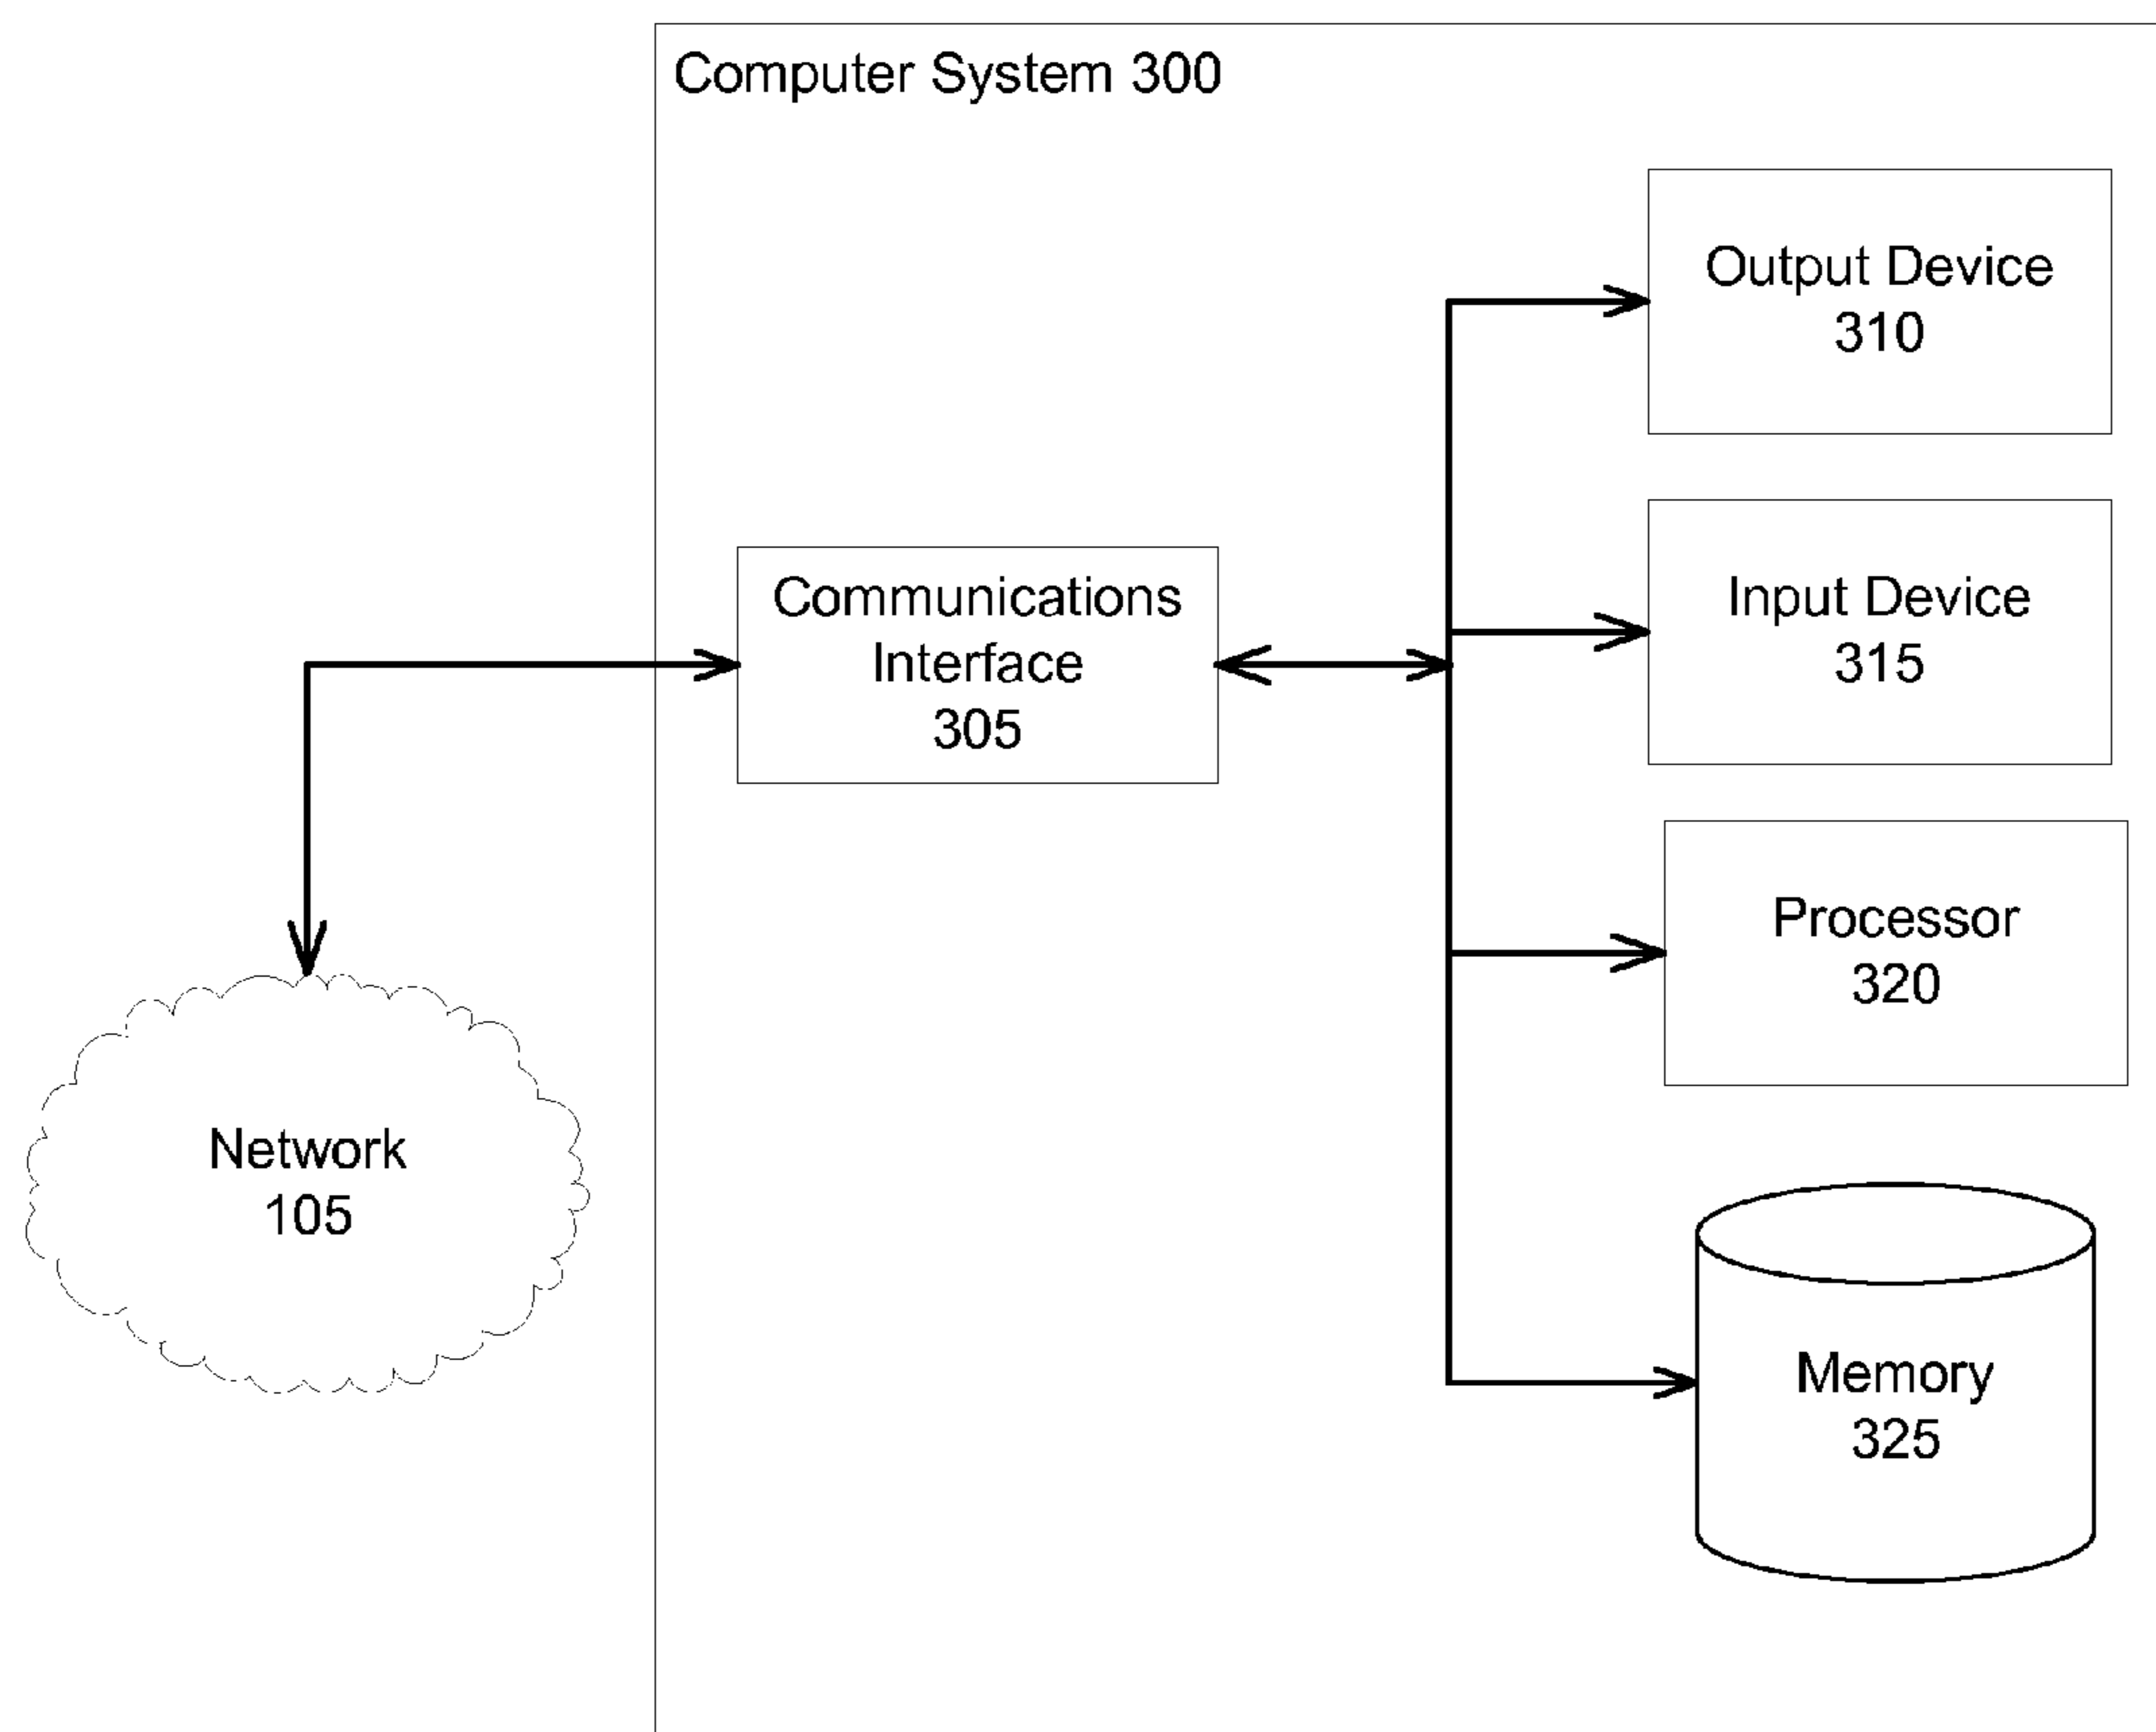 Computer System 300
Output Device
310
Input Device
315
Communications
Interface
305
Processor
320
Network
105
Memory
325